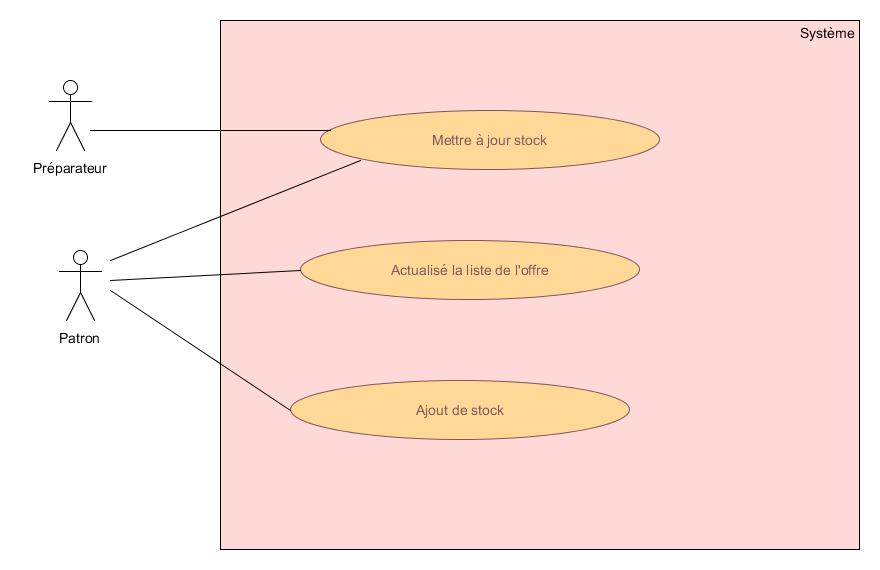 Système
Mettre à jour stock
Préparateur
Actualisé la liste de l'offre
Patron
Ajout de stock